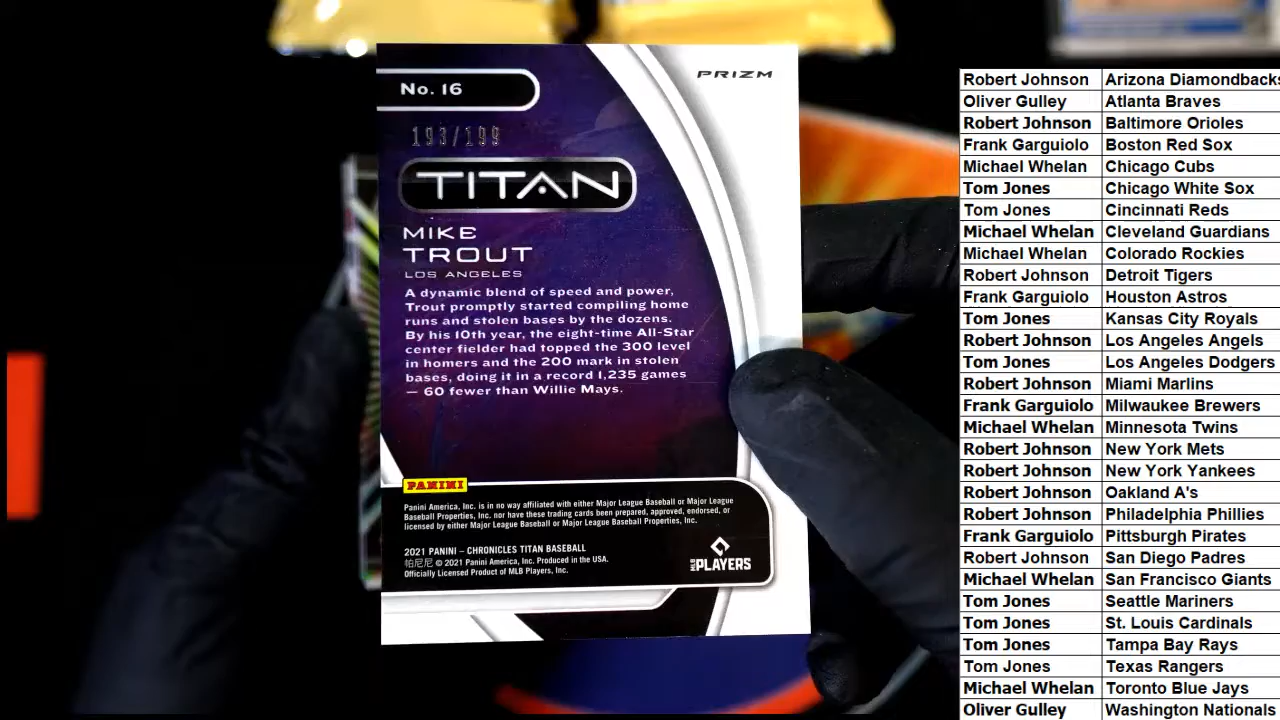 PRIZM
No. 16
193/199
TITAN
MIKE
TROUT
LOS ANGELES
A dynamic blend of speed and power,
Trout promptly started compiling home
runs and stolen bases by the dozens.
By his 10th year, the eight-time All-Star
center fielder had topped the 300 level
in homers and the 200 mark in stolen
bases, doing it in a record 1,235 games
— 60 fewer than Willie Mays.
PANINI
Panini America, Inc. is in no way affiliated with either Major League Baseball or Major League
Baseball Properties, Inc. nor have these trading cards been prepared, approved, endorsed, or
licensed by either Major League Baseball or Major League Baseball Properties, Inc.
2021 PANINI – CHRONICLES TITAN BASEBALL
帕尼尼 © 2021 Panini America, Inc. Produced in the USA.
Officially Licensed Product of MLB Players, Inc.
MLB PLAYERS
Robert Johnson Arizona Diamondbacks
Oliver Gulley Atlanta Braves
Robert Johnson Baltimore Orioles
Frank Garguiolo Boston Red Sox
Michael Whelan Chicago Cubs
Tom Jones Chicago White Sox
Tom Jones Cincinnati Reds
Michael Whelan Cleveland Guardians
Michael Whelan Colorado Rockies
Robert Johnson Detroit Tigers
Frank Garguiolo Houston Astros
Tom Jones Kansas City Royals
Robert Johnson Los Angeles Angels
Tom Jones Los Angeles Dodgers
Robert Johnson Miami Marlins
Frank Garguiolo Milwaukee Brewers
Michael Whelan Minnesota Twins
Robert Johnson New York Mets
Robert Johnson New York Yankees
Robert Johnson Oakland A's
Robert Johnson Philadelphia Phillies
Frank Garguiolo Pittsburgh Pirates
Robert Johnson San Diego Padres
Michael Whelan San Francisco Giants
Tom Jones Seattle Mariners
Tom Jones St. Louis Cardinals
Tom Jones Tampa Bay Rays
Tom Jones Texas Rangers
Michael Whelan Toronto Blue Jays
Oliver Gulley Washington Nationals